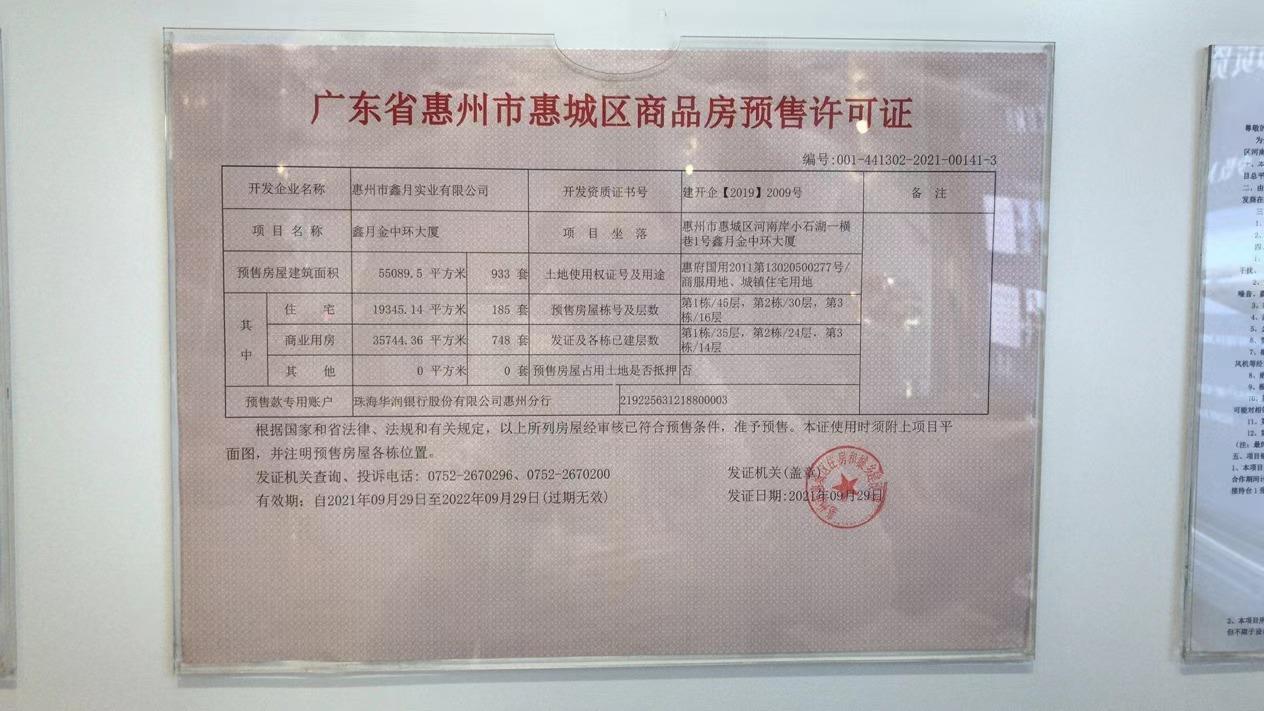 广东省惠州市惠城区商品房预售许可证
编号:001-441302-2021-00141-3
开发企业名称 惠州市鑫月实业有限公司 开发资质证书号 建开企【2019】2009号 备 注
项 目 名 称 鑫月金中环大厦 项 目 坐 落 惠州市惠城区河南岸小石湖一横
巷1号鑫月金中环大厦
预售房屋建筑面积 55089.5 平方米 933 套 土地使用权证号及用途 惠府国用2011第13020500277号/
商服用地、城镇住宅用地
其中 住 宅 19345.14 平方米 185 套 预售房屋栋号及层数 第1栋/45层, 第2栋/30层, 第3
栋/16层
商业用房 35744.36 平方米 748 套 发证及各栋已建层数 第1栋/35层, 第2栋/24层, 第3
栋/14层
其 他 0 平方米 0 套 预售房屋占用土地是否抵押 否
预售款专用账户 珠海华润银行股份有限公司惠州分行 219225631218800003
根据国家和省法律、法规和有关规定，以上所列房屋经审核已符合预售条件，准予预售。本证使用时须附上项目平
面图，并注明预售房屋各栋位置。
发证机关查询、投诉电话: 0752-2670296、0752-2670200 发证机关(盖章)
有效期: 自2021年09月29日至2022年09月29日(过期无效) 发证日期:2021年09月29日